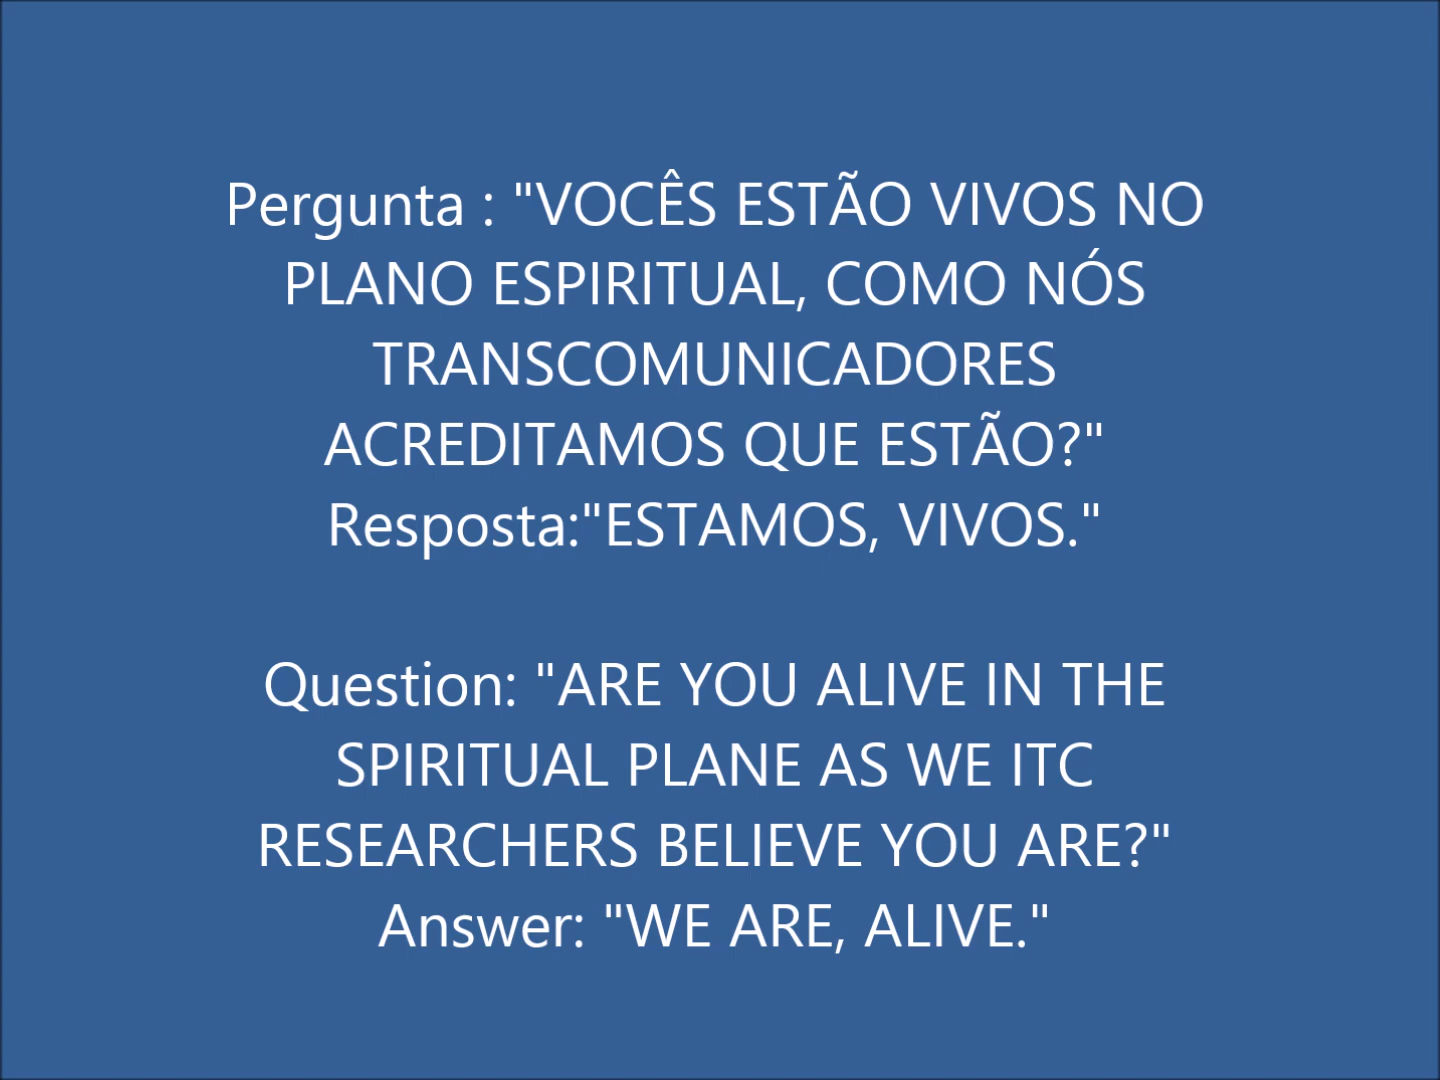 Pergunta : "VOCÊS ESTÃO VIVOS NO
PLANO ESPIRITUAL, COMO NÓS
TRANSCOMUNICADORES
ACREDITAMOS QUE ESTÃO?"
Resposta:"ESTAMOS, VIVOS."
Question: "ARE YOU ALIVE IN THE
SPIRITUAL PLANE AS WE ITC
RESEARCHERS BELIEVE YOU ARE?"
Answer: "WE ARE, ALIVE."